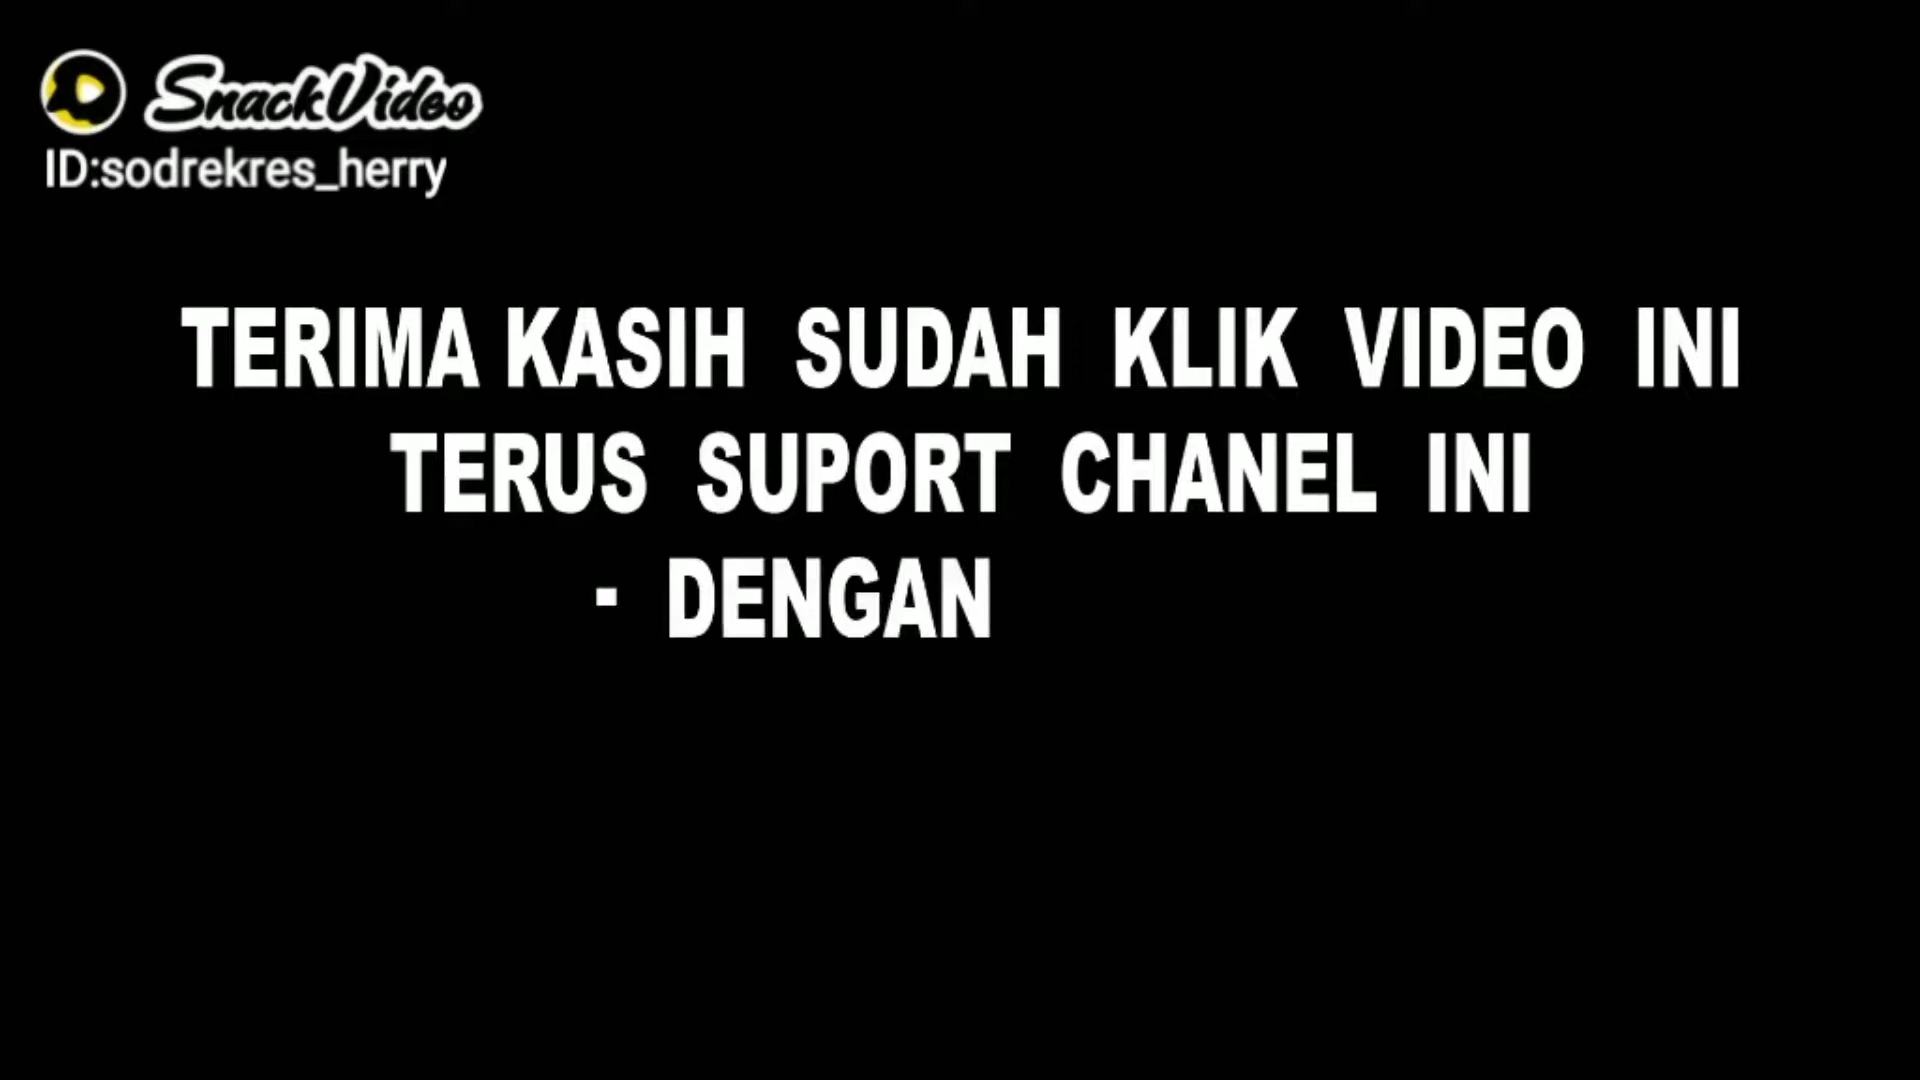 SnackVideo
ID:sodrekres_herry
TERIMA KASIH SUDAH KLIK VIDEO INI
TERUS SUPORT CHANEL INI
- DENGAN